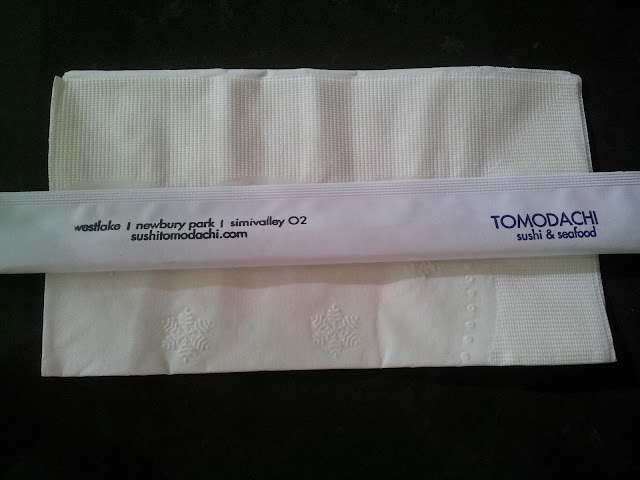 westlake | newbury park | simivalley O2
sushitomodachi.com
TOMODACHI
sushi & seafood